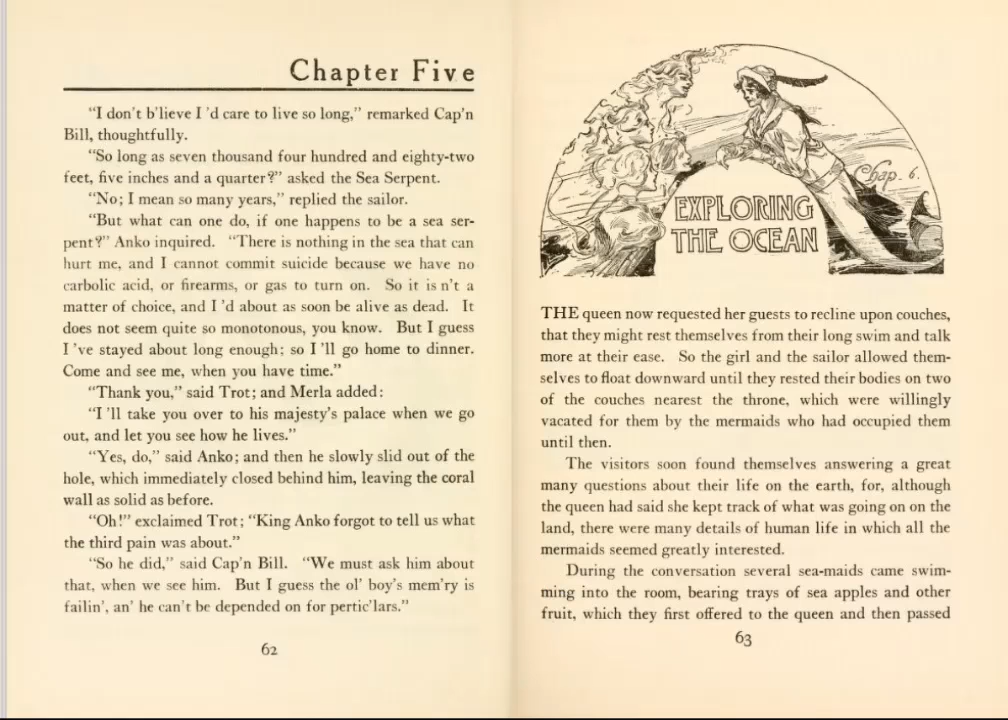 Chapter Five
"I don't b'lieve I 'd care to live so long," remarked Cap'n
Bill, thoughtfully.
"So long as seven thousand four hundred and eighty-two
feet, five inches and a quarter?" asked the Sea Serpent.
"No; I mean so many years," replied the sailor.
"But what can one do, if one happens to be a sea ser-
pent?" Anko inquired. "There is nothing in the sea that can
hurt me, and I cannot commit suicide because we have no
carbolic acid, or firearms, or gas to turn on. So it is n't a
matter of choice, and I 'd about as soon be alive as dead. It
does not seem quite so monotonous, you know. But I guess
I 've stayed about long enough; so I 'll go home to dinner.
Come and see me, when you have time."
"Thank you," said Trot; and Merla added:
"I 'll take you over to his majesty's palace when we go
out, and let you see how he lives."
"Yes, do," said Anko; and then he slowly slid out of the
hole, which immediately closed behind him, leaving the coral
wall as solid as before.
"Oh!" exclaimed Trot; "King Anko forgot to tell us what
the third pain was about."
"So he did," said Cap'n Bill. "We must ask him about
that, when we see him. But I guess the ol' boy's mem'ry is
failin', an' he can't be depended on for pertic'lars."
62
Chap. 6.
EXPLORING
THE OCEAN
THE queen now requested her guests to recline upon couches,
that they might rest themselves from their long swim and talk
more at their ease. So the girl and the sailor allowed them-
selves to float downward until they rested their bodies on two
of the couches nearest the throne, which were willingly
vacated for them by the mermaids who had occupied them
until then.
The visitors soon found themselves answering a great
many questions about their life on the earth, for, although
the queen had said she kept track of what was going on on the
land, there were many details of human life in which all the
mermaids seemed greatly interested.
During the conversation several sea-maids came swim-
ming into the room, bearing trays of sea apples and other
fruit, which they first offered to the queen and then passed
63